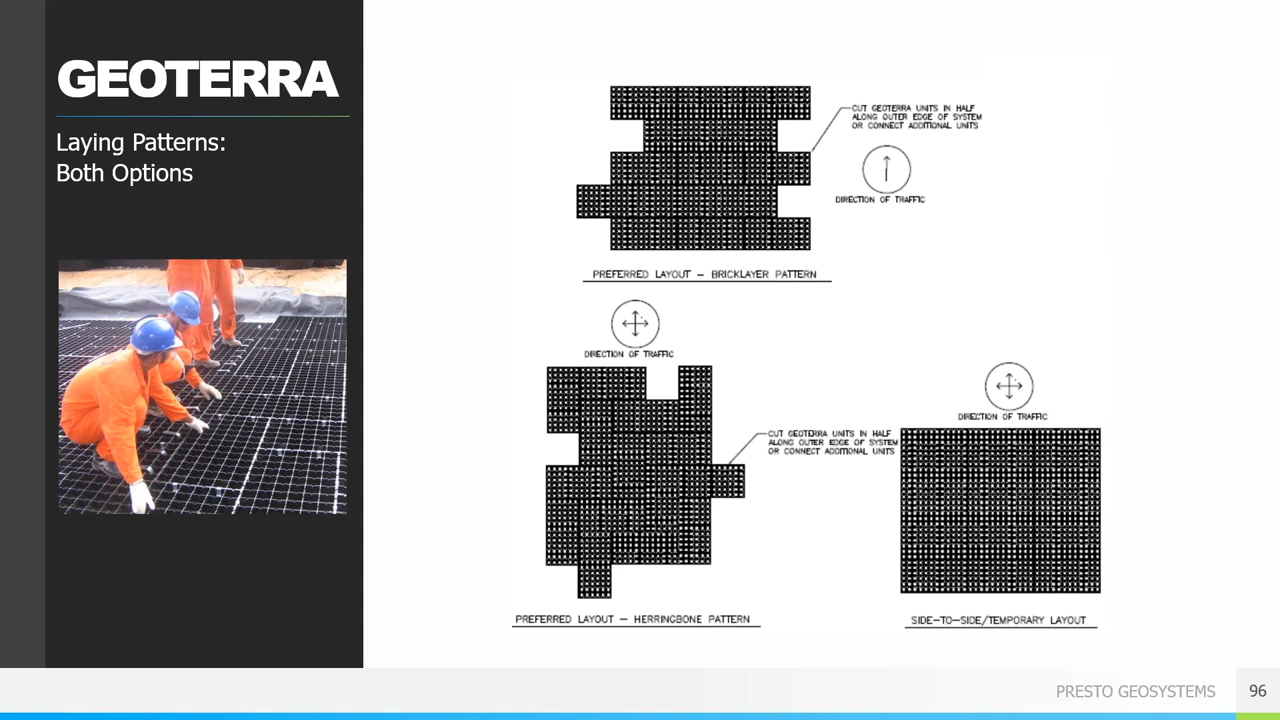 GEOTERRA
Laying Patterns:
Both Options
CUT GEOTERRA UNITS IN HALF
ALONG OUTER EDGE OF SYSTEM
OR CONNECT ADDITIONAL UNITS
DIRECTION OF TRAFFIC
PREFERRED LAYOUT – BRICKLAYER PATTERN
DIRECTION OF TRAFFIC
CUT GEOTERRA UNITS IN HALF
ALONG OUTER EDGE OF SYSTEM
OR CONNECT ADDITIONAL UNITS
PREFERRED LAYOUT – HERRINGBONE PATTERN
DIRECTION OF TRAFFIC
SIDE-TO-SIDE/TEMPORARY LAYOUT
PRESTO GEOSYSTEMS
96